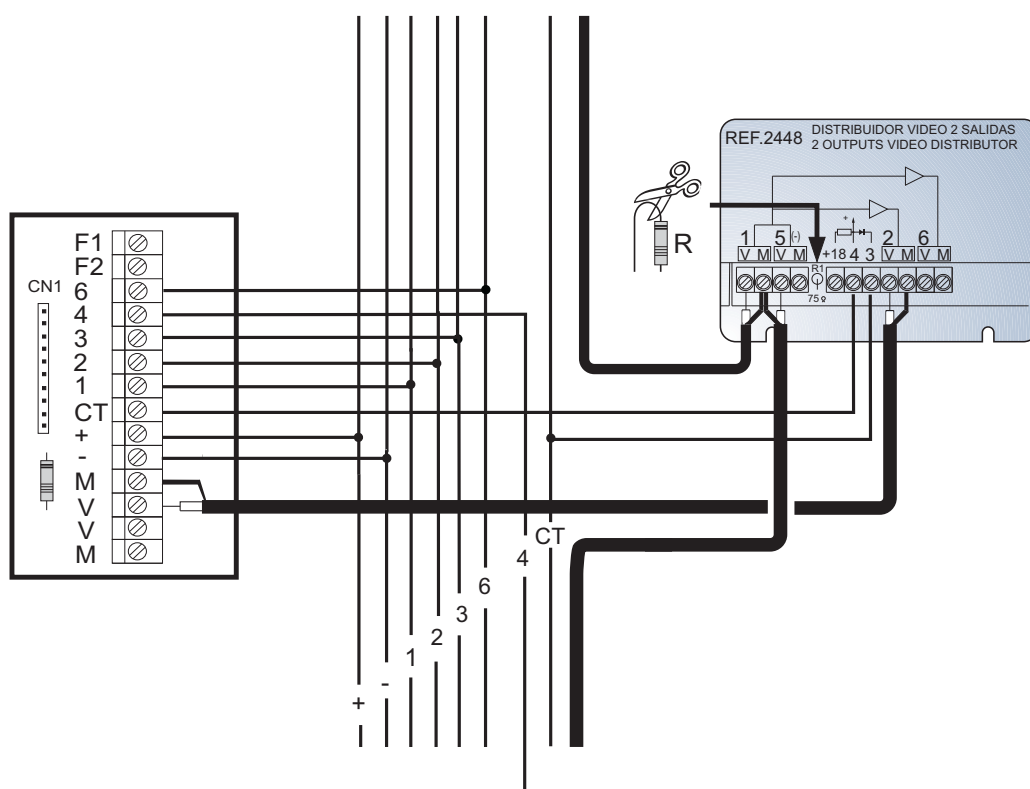 REF.2448 DISTRIBUIDOR VIDEO 2 SALIDAS
2 OUTPUTS VIDEO DISTRIBUTOR
R
+
1 5 (-) 2 6
V M V M +18 4 3 V M V M
R1
75 Ω
CN1
F1
F2
6
4
3
2
1
CT
+
-
M
V
V
M
CT
4
6
3
2
1
-
+